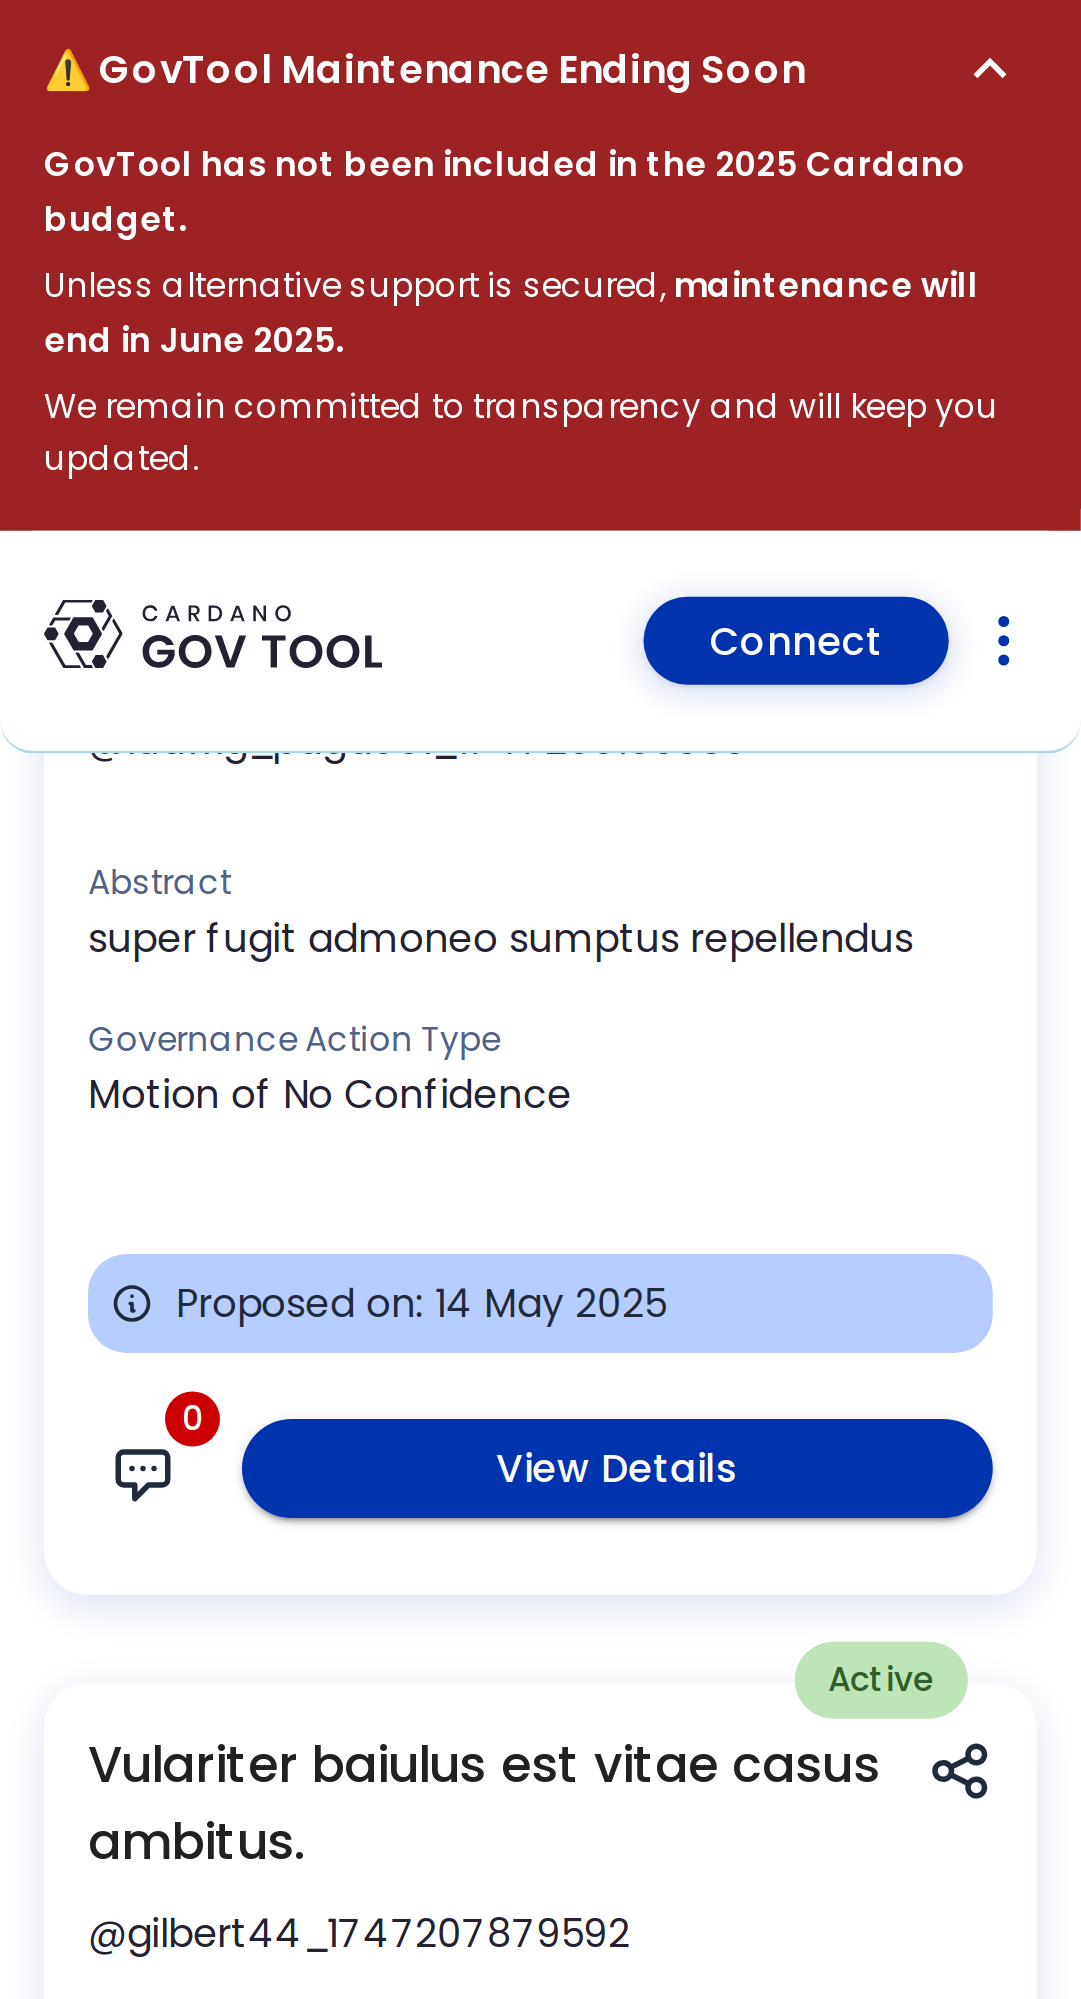 ⚠️ GovTool Maintenance Ending Soon
GovTool has not been included in the 2025 Cardano
budget.
Unless alternative support is secured, maintenance will
end in June 2025.
We remain committed to transparency and will keep you
updated.
CARDANO
GOV TOOL
Connect
Abstract
super fugit admoneo sumptus repellendus
Governance Action Type
Motion of No Confidence
Proposed on: 14 May 2025
0
View Details
Active
Vulariter baiulus est vitae casus
ambitus.
@gilbert44_1747207879592